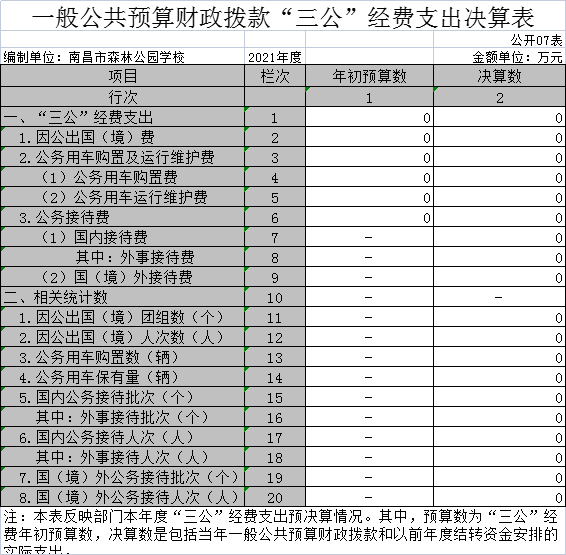 一般公共预算财政拨款“三公”经费支出决算表
公开07表
编制单位：南昌市森林公园学校 2021年度 金额单位：万元
项目 栏次 年初预算数 决算数
行次 1 2
一、“三公”经费支出 1 0 0
1.因公出国（境）费 2 0 0
2.公务用车购置及运行维护费 3 0 0
（1）公务用车购置费 4 0 0
（2）公务用车运行维护费 5 0 0
3.公务接待费 6 0 0
（1）国内接待费 7 - 0
其中：外事接待费 8 - 0
（2）国（境）外接待费 9 - 0
二、相关统计数 10 - -
1.因公出国（境）团组数（个） 11 - 0
2.因公出国（境）人次数（人） 12 - 0
3.公务用车购置数（辆） 13 - 0
4.公务用车保有量（辆） 14 - 0
5.国内公务接待批次（个） 15 - 0
其中：外事接待批次（个） 16 - 0
6.国内公务接待人次（人） 17 - 0
其中：外事接待人次（人） 18 - 0
7.国（境）外公务接待批次（个） 19 - 0
8.国（境）外公务接待人次（人） 20 - 0
注：本表反映部门本年度“三公”经费支出预决算情况。其中，预算数为“三公”经
费年初预算数，决算数是包括当年一般公共预算财政拨款和以前年度结转资金安排的
实际支出。